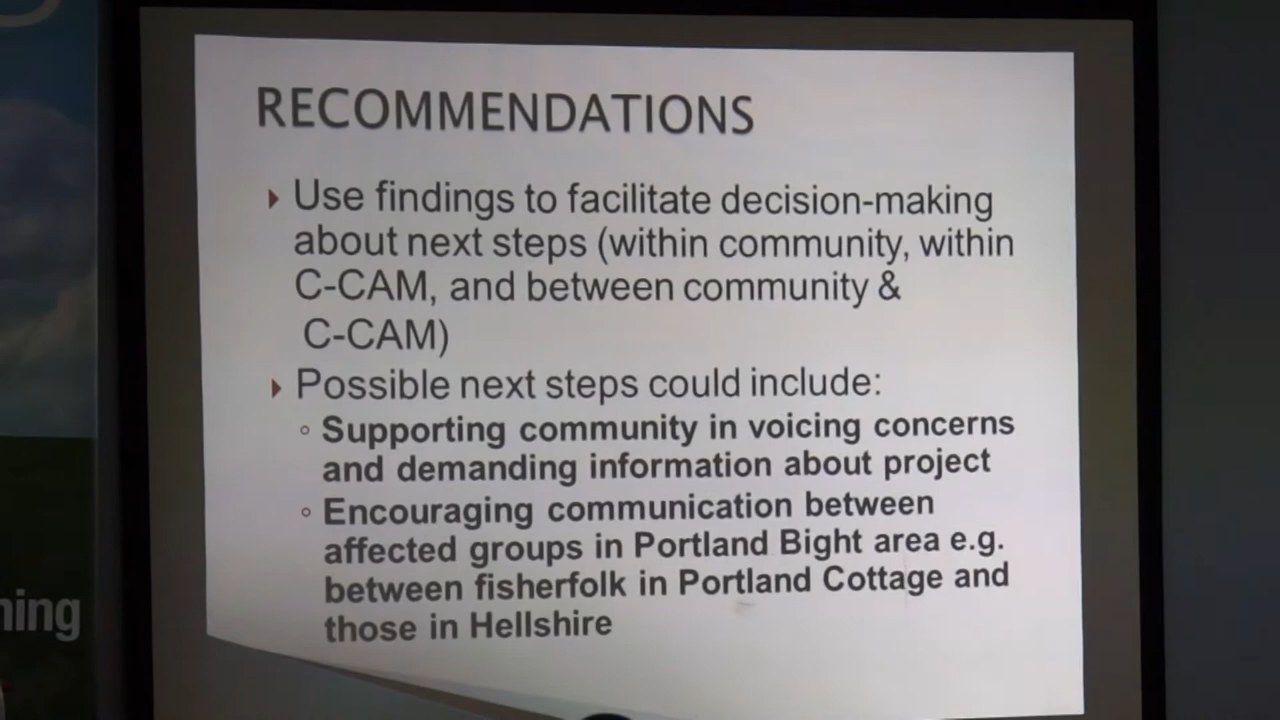 RECOMMENDATIONS
Use findings to facilitate decision-making
about next steps (within community, within
C-CAM, and between community &
C-CAM)
Possible next steps could include:
Supporting community in voicing concerns
and demanding information about project
Encouraging communication between
affected groups in Portland Bight area e.g.
between fisherfolk in Portland Cottage and
those in Hellshire
ning